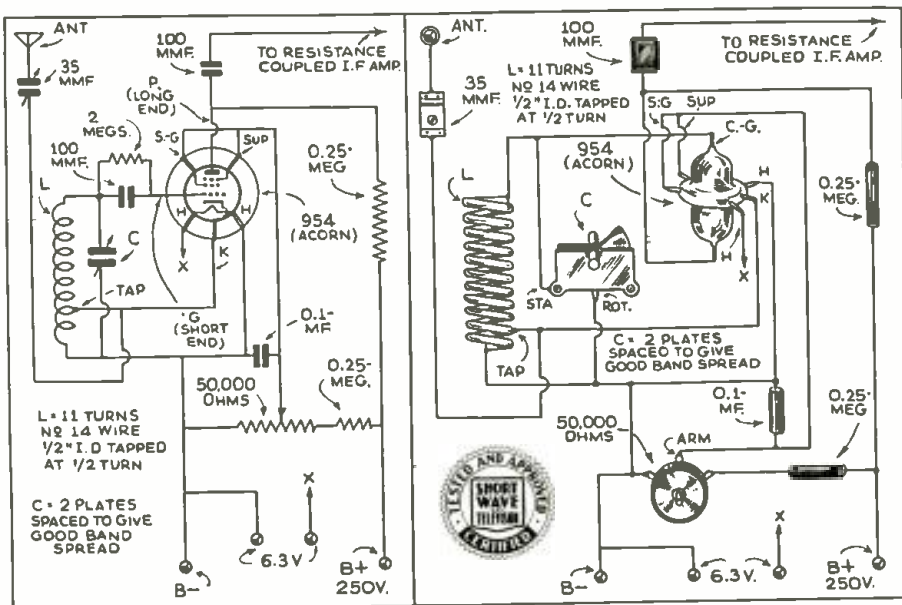 ANT
35
MMF
100
MMF.
TO RESISTANCE
COUPLED I.F. AMP.
P.
(LONG
END)
2
MEGS.
100
MMF.
S.-G
SUP
0.25-
MEG
L
H
H
954
(ACORN)
C
X
K
TAP
G
(SHORT
END)
0.1-
MF.
50,000
OHMS
0.25-
MEG.
L = 11 TURNS
Nº 14 WIRE
1/2" I.D TAPPED
AT 1/2 TURN
C = 2 PLATES
SPACED TO GIVE
GOOD BAND
SPREAD
X
6.3 V.
B-
B+
250V.
ANT.
100
MMF.
TO RESISTANCE
COUPLED I.F. AMP.
35
MMF.
L = 11 TURNS
Nº 14 WIRE
1/2" I.D. TAPPED
AT 1/2 TURN
S:G
SUP
C.-G.
954
(ACORN)
H
K
0.25-
MEG.
L
C
H
X
STA
ROT.
TAP
C = 2 PLATES
SPACED TO GIVE
GOOD BAND SPREAD
0.1-
MF.
0.25-
MEG
50,000
OHMS
ARM
TESTED AND APPROVED
SHORT
WAVE
&
TELEVISION
CERTIFIED
X
B-
6.3V.
B+
250V.